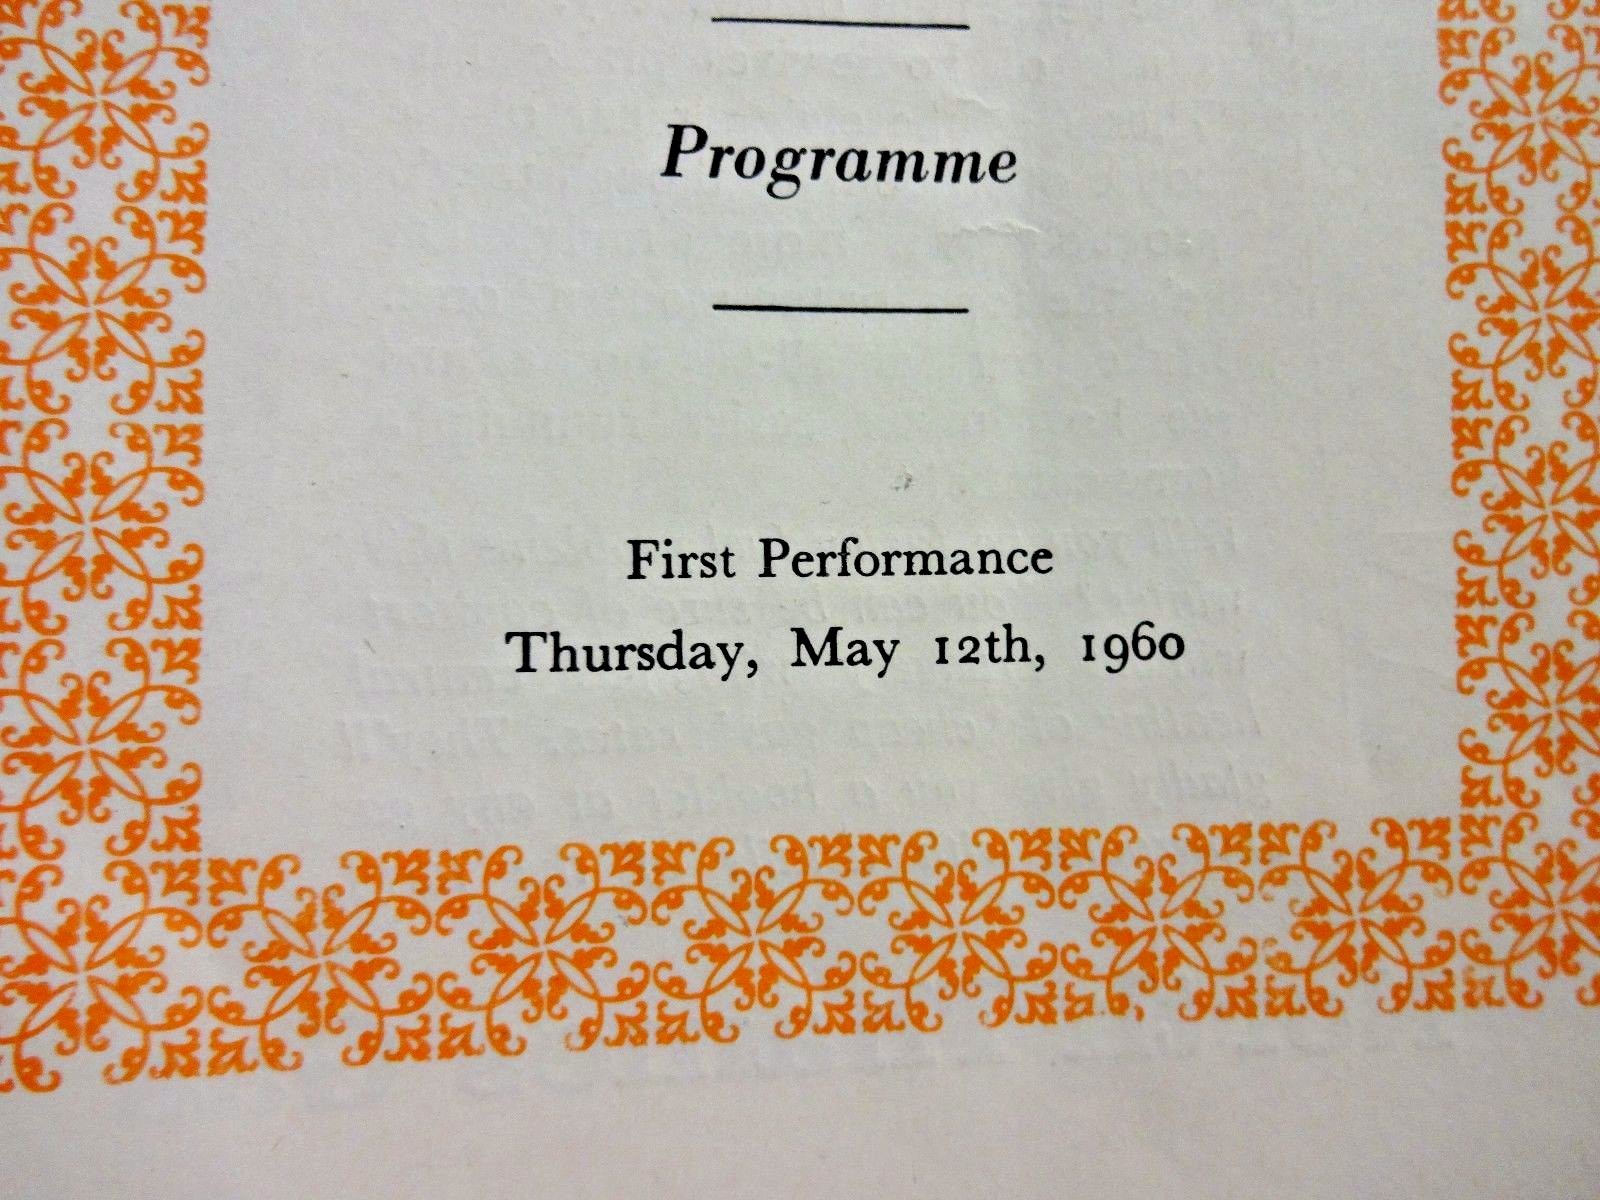 Programme
First Performance
Thursday, May 12th, 1960